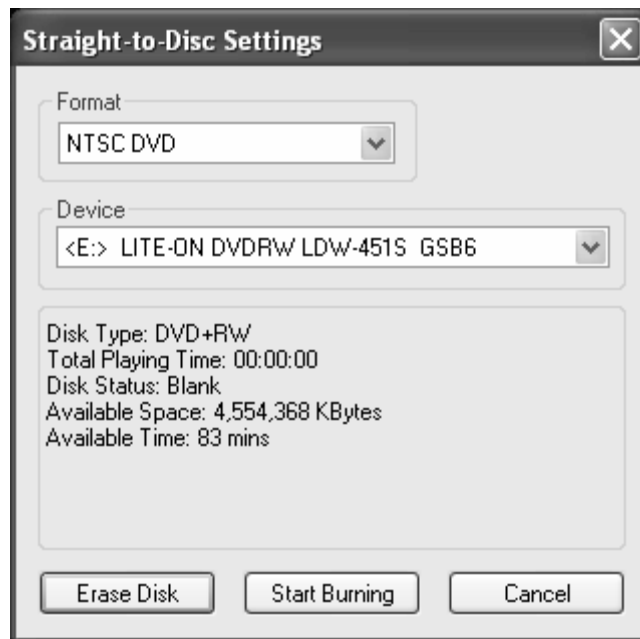 Straight-to-Disc Settings
Format
NTSC DVD
Device
<E:> LITE-ON DVDRW LDW-451S GSB6
Disk Type: DVD+RW
Total Playing Time: 00:00:00
Disk Status: Blank
Available Space: 4,554,368 KBytes
Available Time: 83 mins
Erase Disk Start Burning Cancel